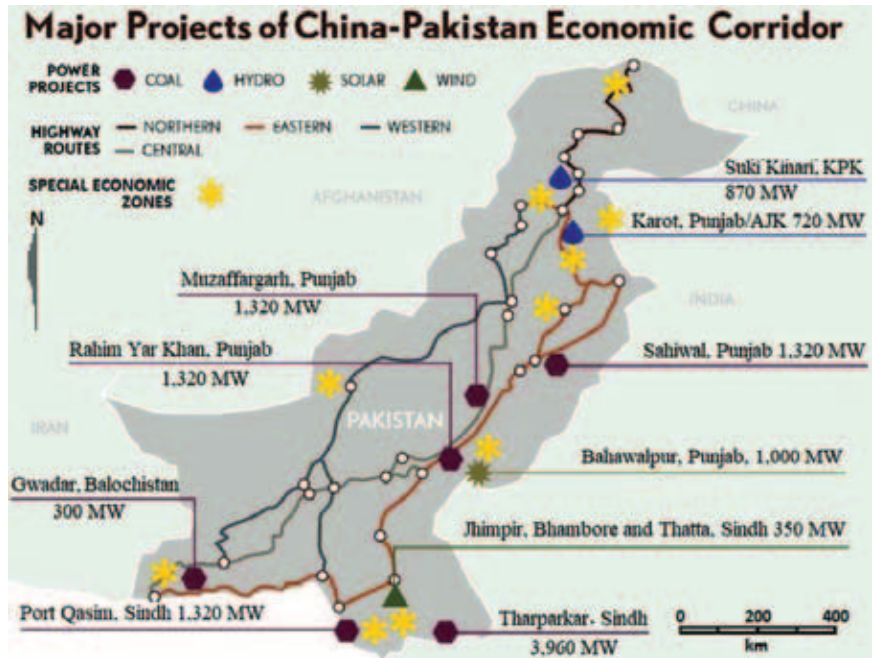 Major Projects of China-Pakistan Economic Corridor
POWER
PROJECTS
COAL
HYDRO
SOLAR
WIND
HIGHWAY
ROUTES
NORTHERN
EASTERN
WESTERN
CENTRAL
SPECIAL ECONOMIC
ZONES
N
CHINA
AFGHANISTAN
Suki Kinari, KPK
870 MW
Karot, Punjab/AJK 720 MW
Muzaffargarh, Punjab
1,320 MW
INDIA
Rahim Yar Khan, Punjab
1,320 MW
Sahiwal, Punjab 1,320 MW
IRAN
PAKISTAN
Bahawalpur, Punjab, 1,000 MW
Gwadar, Balochistan
300 MW
Jhimpir, Bhambore and Thatta, Sindh 350 MW
Port Qasim, Sindh 1,320 MW
Tharparkar. Sindh
3,960 MW
0 200 400
km